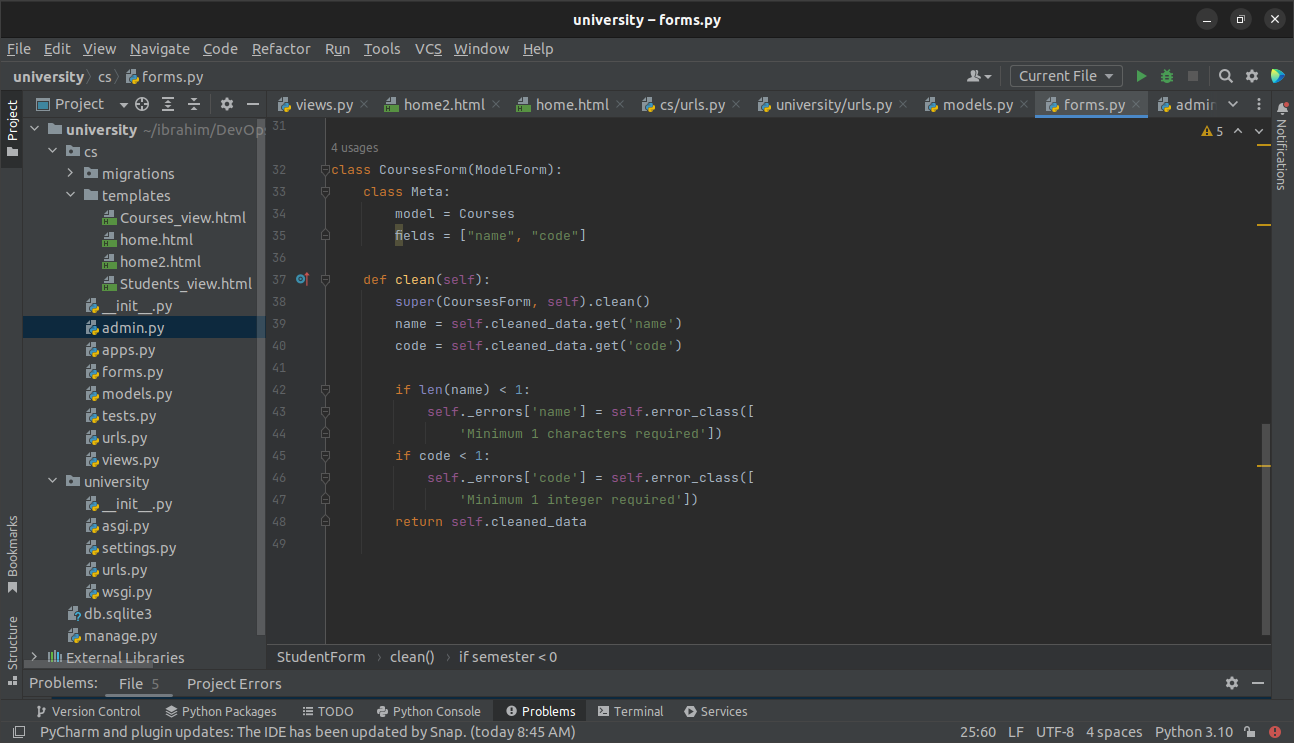 university – forms.py
File Edit View Navigate Code Refactor Run Tools VCS Window Help
university cs forms.py
Current File
Project
Project
views.py home2.html home.html cs/urls.py university/urls.py models.py forms.py admin
Notifications
university ~/ibrahim/DevOp
cs
migrations
templates
Courses_view.html
home.html
home2.html
Students_view.html
__init__.py
admin.py
apps.py
forms.py
models.py
tests.py
urls.py
views.py
university
__init__.py
asgi.py
settings.py
urls.py
wsgi.py
db.sqlite3
manage.py
External Libraries
Bookmarks
Structure
5
31
4 usages
32 class CoursesForm(ModelForm):
33 class Meta:
34 model = Courses
35 fields = ["name", "code"]
36
37 def clean(self):
38 super(CoursesForm, self).clean()
39 name = self.cleaned_data.get('name')
40 code = self.cleaned_data.get('code')
41
42 if len(name) < 1:
43 self._errors['name'] = self.error_class([
44 'Minimum 1 characters required'])
45 if code < 1:
46 self._errors['code'] = self.error_class([
47 'Minimum 1 integer required'])
48 return self.cleaned_data
49
StudentForm › clean() › if semester < 0
Problems: File 5 Project Errors
Version Control Python Packages TODO Python Console Problems Terminal Services
PyCharm and plugin updates: The IDE has been updated by Snap. (today 8:45 AM) 25:60 LF UTF-8 4 spaces Python 3.10